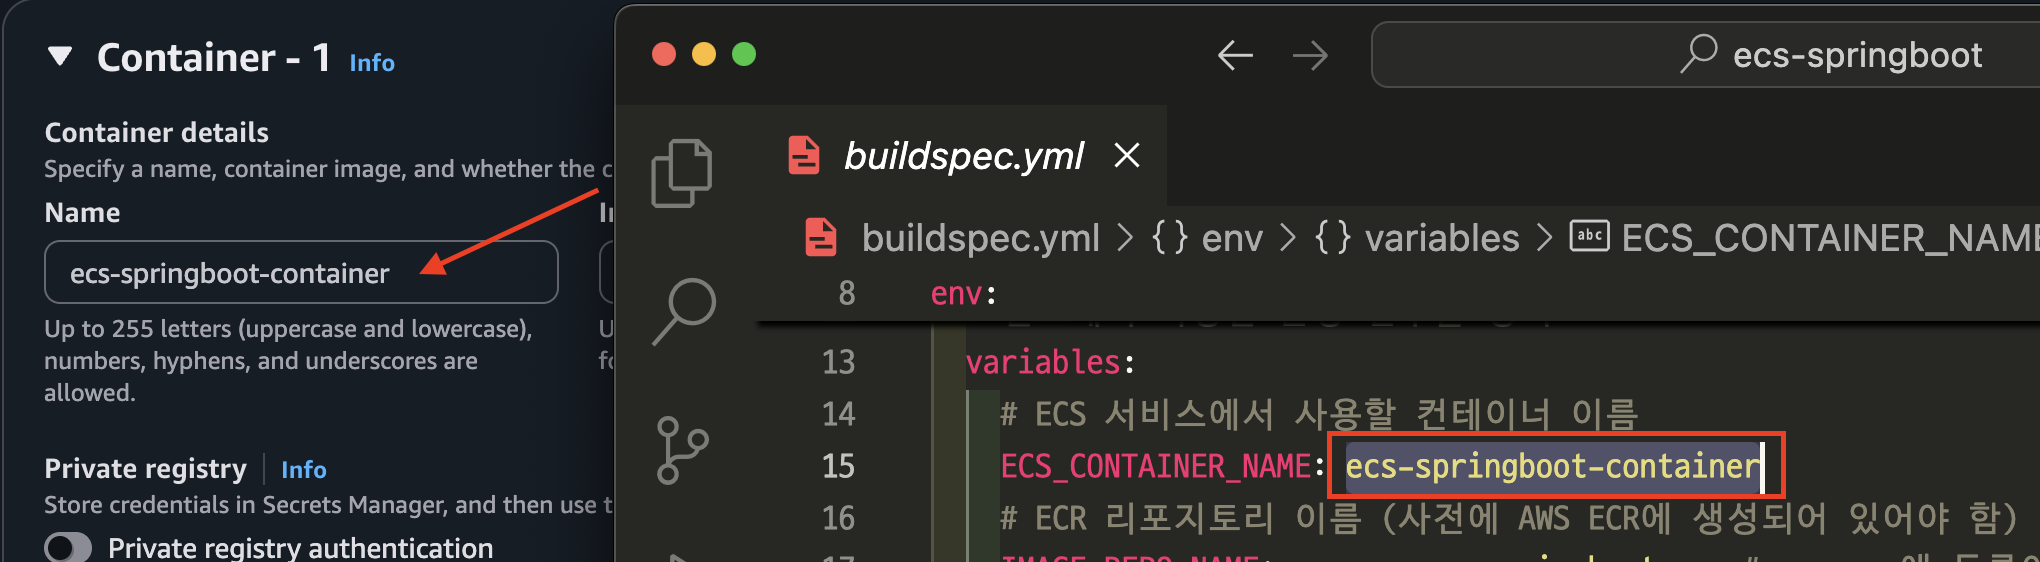 Container - 1 Info
Container details
Specify a name, container image, and whether the c
Name
ecs-springboot-container
Up to 255 letters (uppercase and lowercase),
numbers, hyphens, and underscores are
allowed.
Private registry Info
Store credentials in Secrets Manager, and then use t
Private registry authentication
ecs-springboot
buildspec.yml
buildspec.yml > {} env > {} variables > abc ECS_CONTAINER_NAME
8 env:
13 variables:
14 # ECS 서비스에서 사용할 컨테이너 이름
15 ECS_CONTAINER_NAME: ecs-springboot-container
16 # ECR 리포지토리 이름 (사전에 AWS ECR에 생성되어 있어야 함)
17 IMAGE_REPO_NAME: